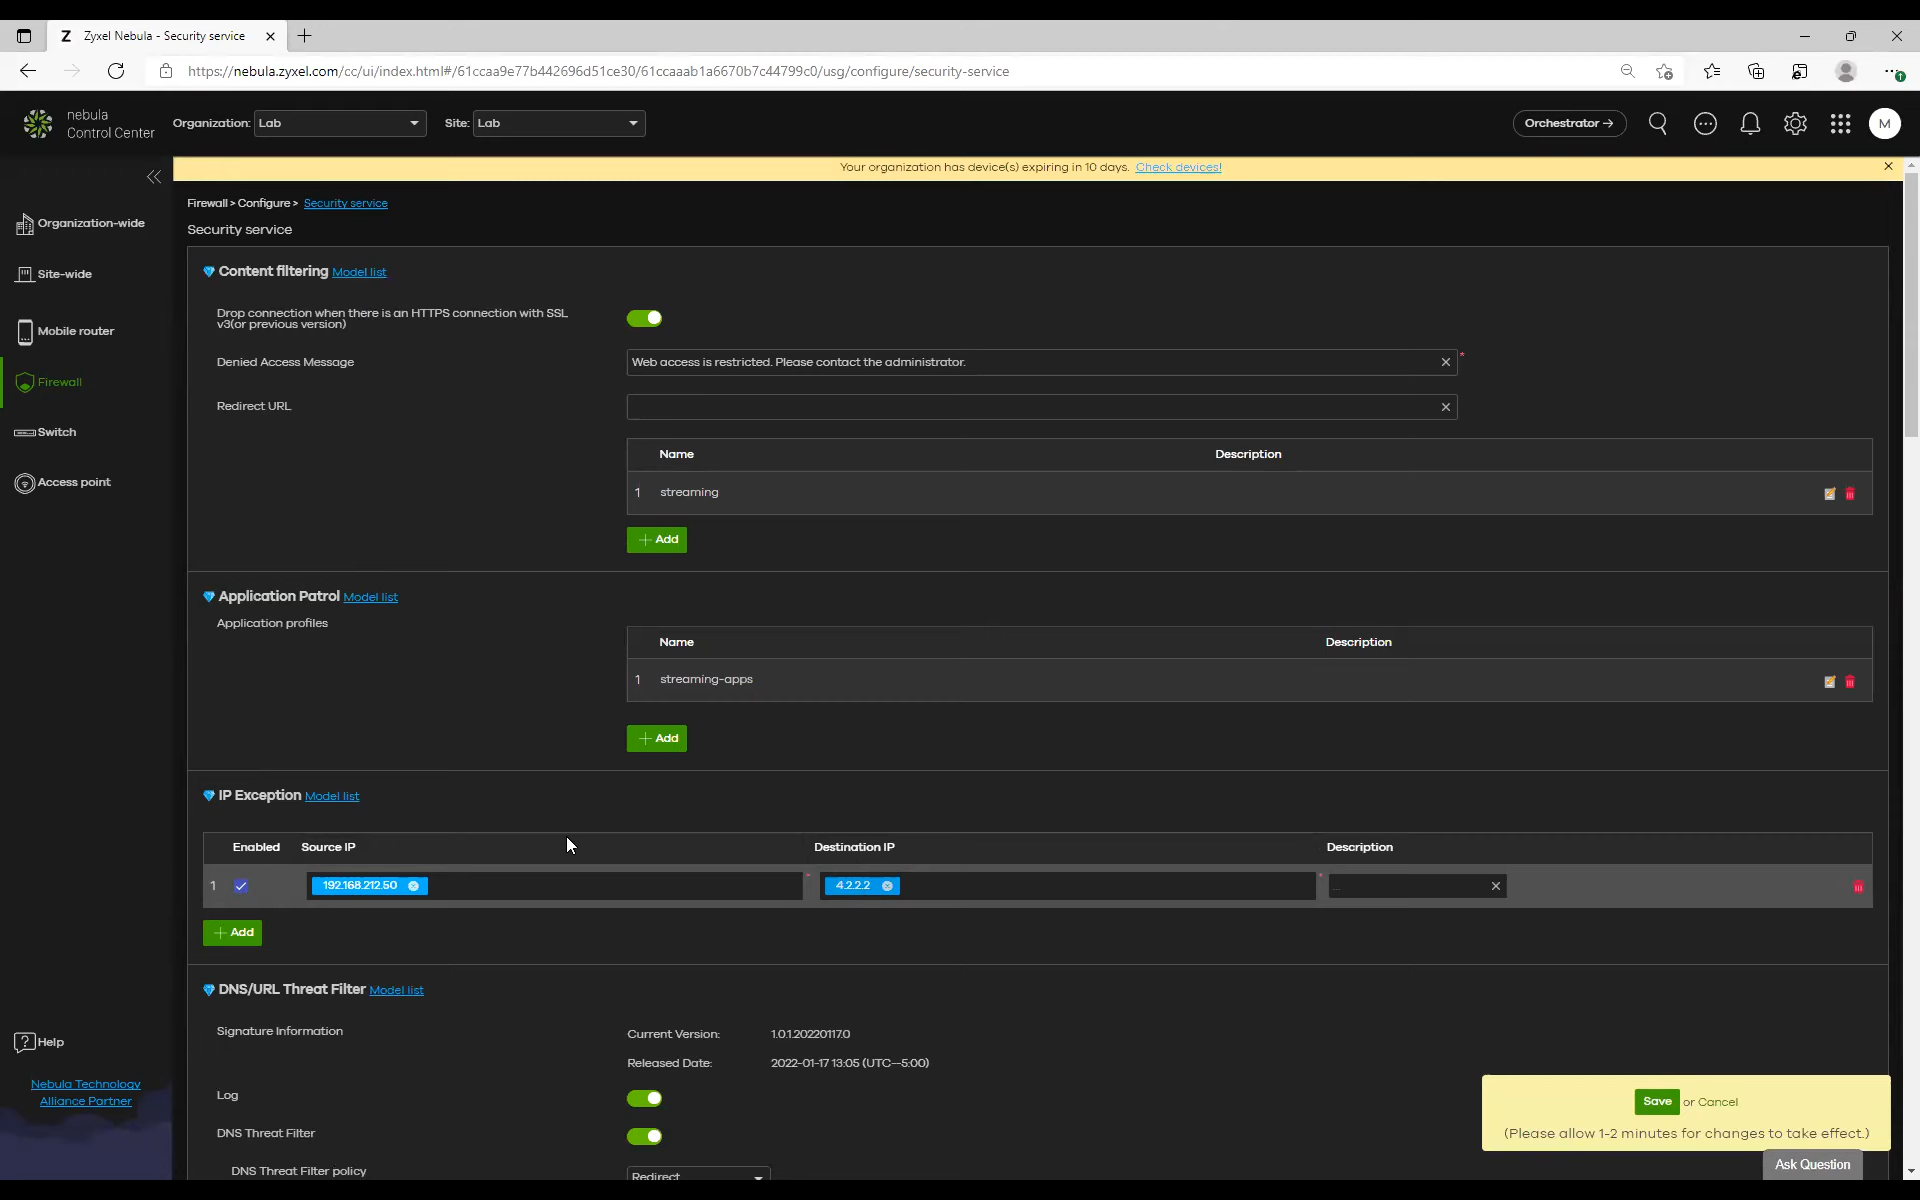 Zyxel Nebula - Security service
https://nebula.zyxel.com/cc/ui/index.html#/61ccaa9e77b442696d51ce30/61ccaaab1a6670b7c44799c0/usg/configure/security-service
nebula
Control Center
Organization: Lab
Site: Lab
Orchestrator →
M
Your organization has device(s) expiring in 10 days. Check devices!
Organization-wide
Site-wide
Mobile router
Firewall
Switch
Access point
Help
Nebula Technology
Alliance Partner
Firewall > Configure > Security service
Security service
Content filtering Model list
Drop connection when there is an HTTPS connection with SSL
v3(or previous version)
Denied Access Message
Web access is restricted. Please contact the administrator. *
Redirect URL
Name Description
1 streaming
+ Add
Application Patrol Model list
Application profiles
Name Description
1 streaming-apps
+ Add
IP Exception Model list
Enabled Source IP Destination IP Description
1 192.168.212.50 * 4.2.2.2 * ...
+ Add
DNS/URL Threat Filter Model list
Signature Information
Current Version: 1.0.1.20220117.0
Released Date: 2022-01-17 13:05 (UTC--5:00)
Log
DNS Threat Filter
DNS Threat Filter policy
Redirect
Save or Cancel
(Please allow 1-2 minutes for changes to take effect.)
Ask Question